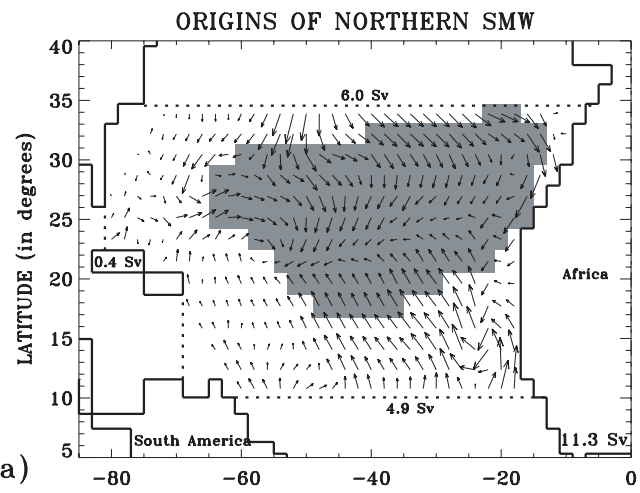 ORIGINS OF NORTHERN SMW
40
6.0 Sv
35
30
25
LATITUDE (in degrees)
0.4 Sv
Africa
20
15
10
4.9 Sv
South America
11.3 Sv
5
a)
-80 -60 -40 -20 0